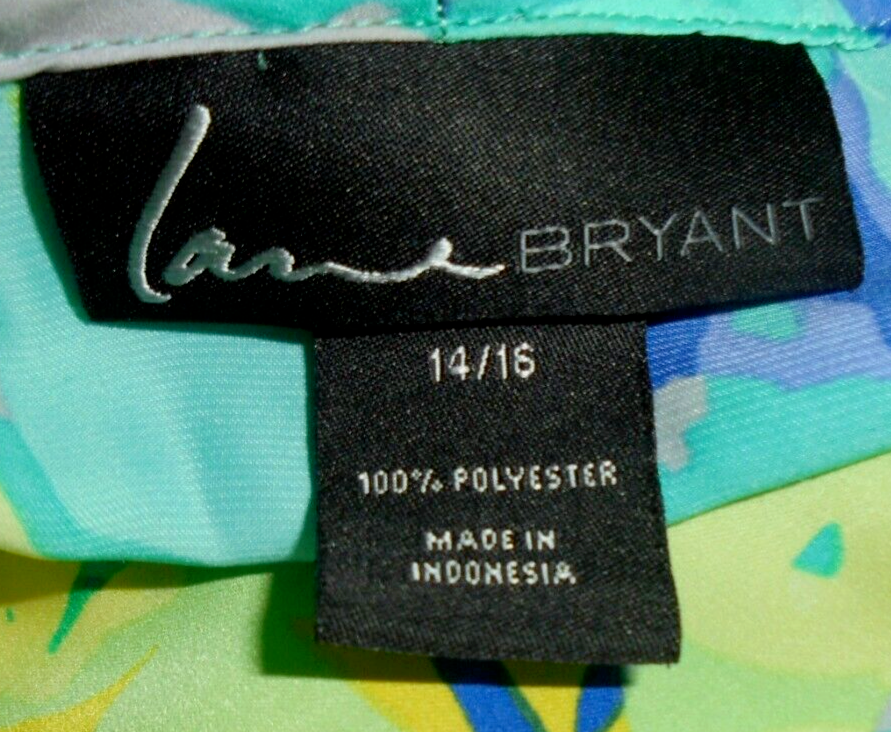 lane BRYANT
14/16
100% POLYESTER
MADE IN
INDONESIA